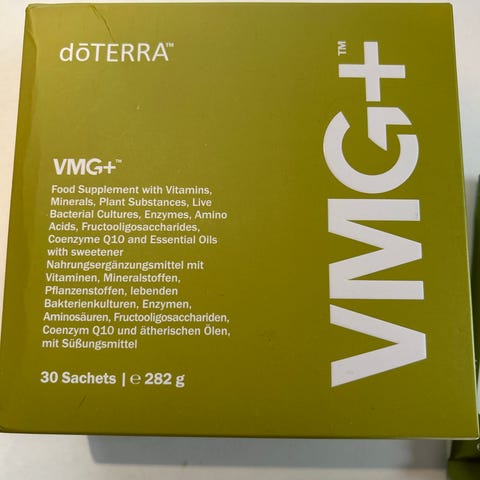 dōTERRA™
VMG+™
VMG+™
Food Supplement with Vitamins,
Minerals, Plant Substances, Live
Bacterial Cultures, Enzymes, Amino
Acids, Fructooligosaccharides,
Coenzyme Q10 and Essential Oils
with sweetener
Nahrungsergänzungsmittel mit
Vitaminen, Mineralstoffen,
Pflanzenstoffen, lebenden
Bakterienkulturen, Enzymen,
Aminosäuren, Fructooligosacchariden,
Coenzym Q10 und ätherischen Ölen,
mit Süßungsmittel
30 Sachets | ℮ 282 g